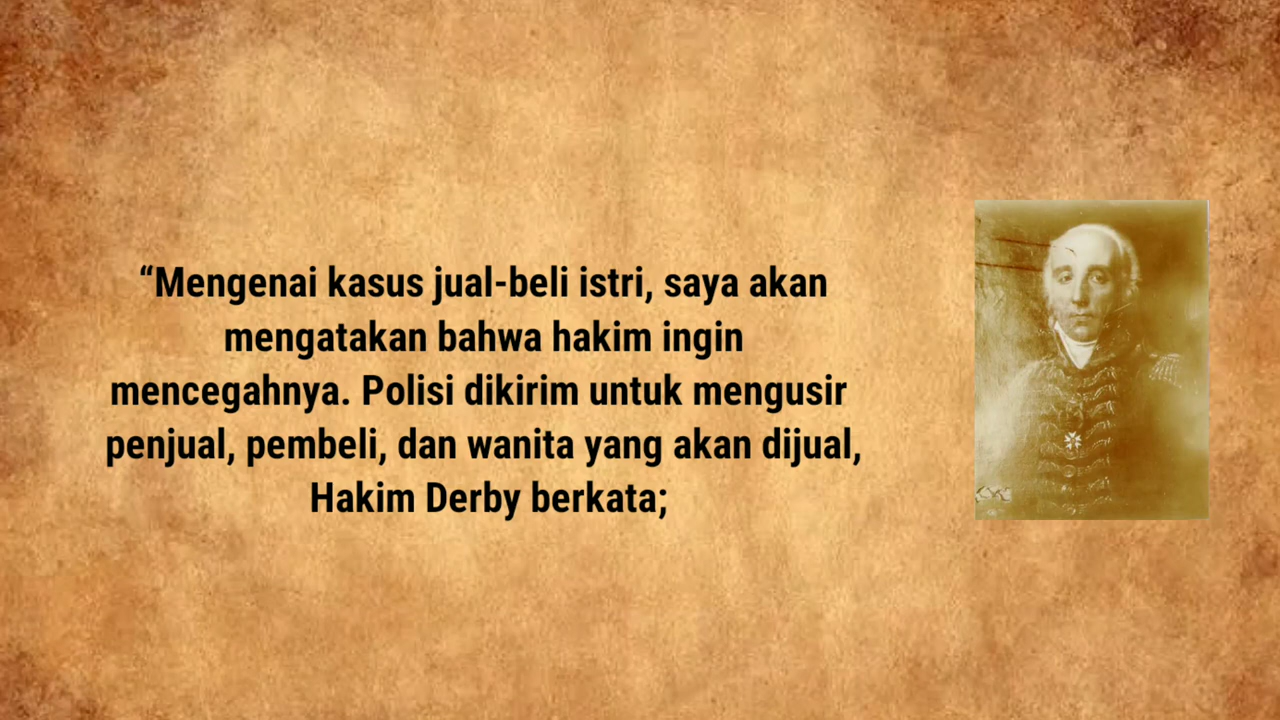 “Mengenai kasus jual-beli istri, saya akan
mengatakan bahwa hakim ingin
mencegahnya. Polisi dikirim untuk mengusir
penjual, pembeli, dan wanita yang akan dijual,
Hakim Derby berkata;